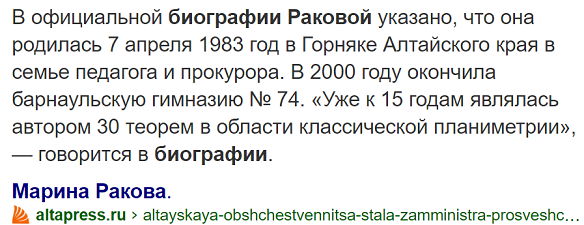 В официальной биографии Раковой указано, что она
родилась 7 апреля 1983 год в Горняке Алтайского края в
семье педагога и прокурора. В 2000 году окончила
барнаульскую гимназию № 74. «Уже к 15 годам являлась
автором 30 теорем в области классической планиметрии»,
— говорится в биографии.
Марина Ракова.
altapress.ru › altayskaya-obshchestvennitsa-stala-zamministra-prosveshc...